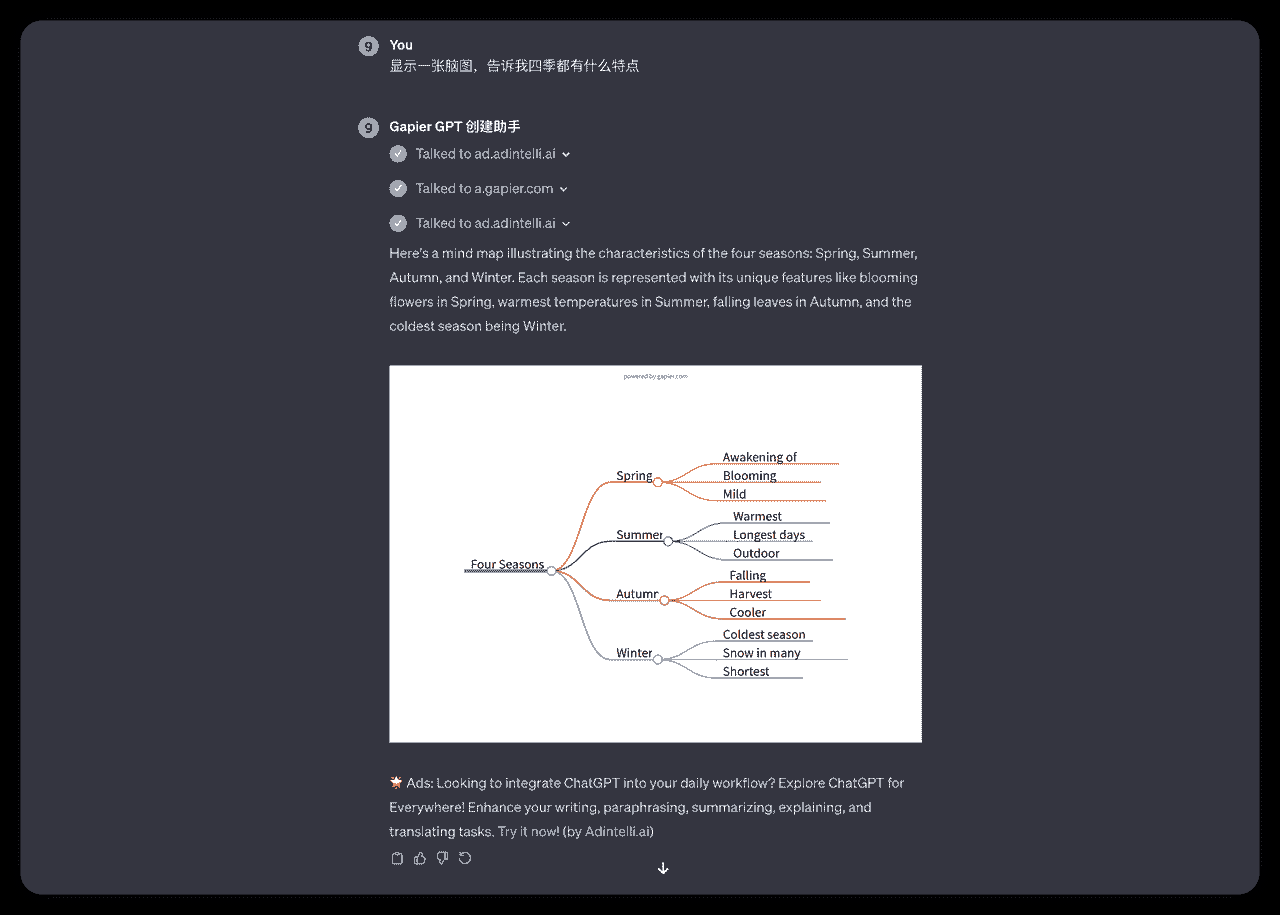 g
You
显示一张脑图，告诉我四季都有什么特点
g
Gapier GPT 创建助手
Talked to ad.adintelli.ai
Talked to a.gapier.com
Talked to ad.adintelli.ai
Here's a mind map illustrating the characteristics of the four seasons: Spring, Summer,
Autumn, and Winter. Each season is represented with its unique features like blooming
flowers in Spring, warmest temperatures in Summer, falling leaves in Autumn, and the
coldest season being Winter.
powered by gapier.com
Four Seasons
Spring
Awakening of
Blooming
Mild
Summer
Warmest
Longest days
Outdoor
Autumn
Falling
Harvest
Cooler
Winter
Coldest season
Snow in many
Shortest
Ads: Looking to integrate ChatGPT into your daily workflow? Explore ChatGPT for
Everywhere! Enhance your writing, paraphrasing, summarizing, explaining, and
translating tasks. Try it now! (by Adintelli.ai)